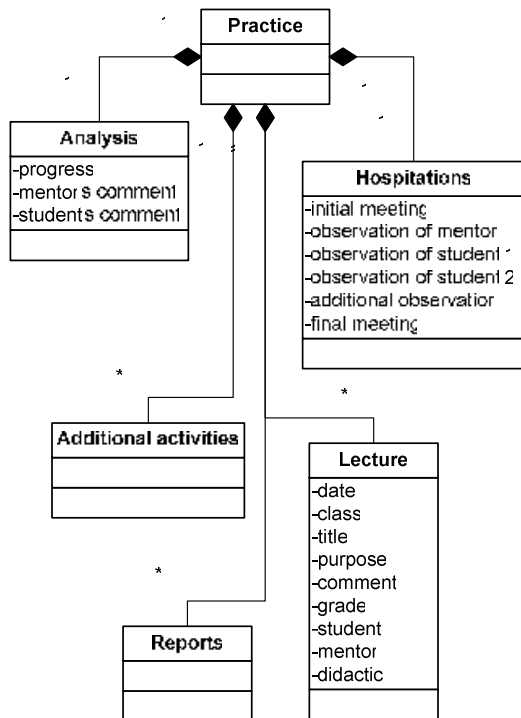 Practice
Analysis
-progress
-mentors comment
-students comment
Hospitations
-initial meeting
-observation of mentor
-observation of student 1
-observation of student 2
-additional observation
-final meeting
*
Additional activities
*
Lecture
-date
-class
-title
-purpose
-comment
-grade
-student
-mentor
-didactic
*
Reports